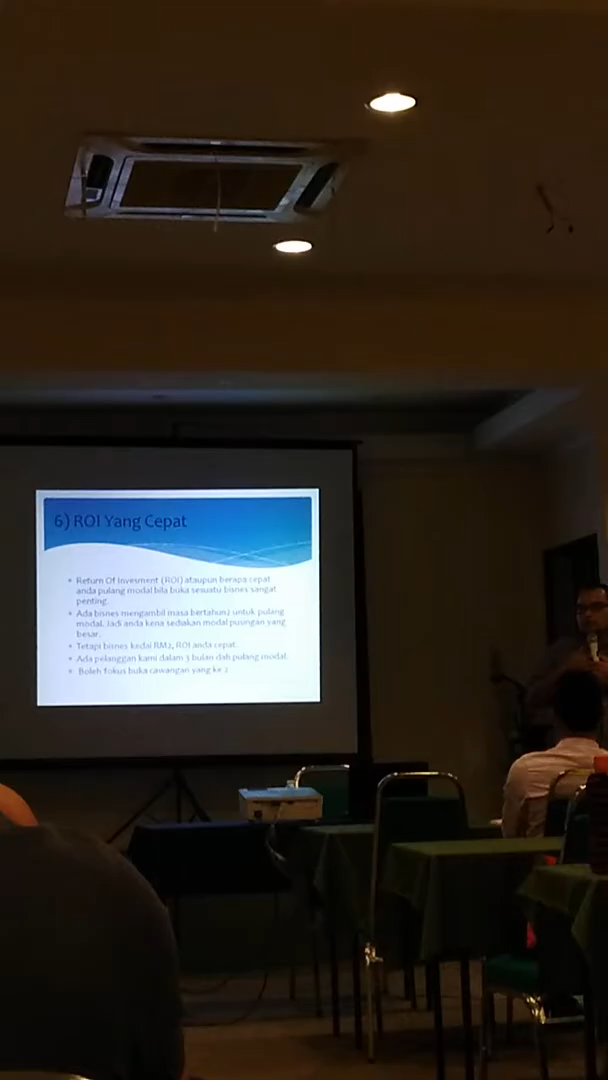 6) ROI Yang Cepat
Return Of Invesment (ROI) ataupun berapa cepat
anda pulang modal bila buka sesuatu bisnes sangat
penting.
Ada bisnes mengambil masa bertahun2 untuk pulang
modal. Jadi anda kena sediakan modal pusingan yang
besar.
Tetapi bisnes kedai RM2, ROI anda cepat.
Ada pelanggan kami dalam 3 bulan dah pulang modal.
Boleh fokus buka cawangan yang ke 2